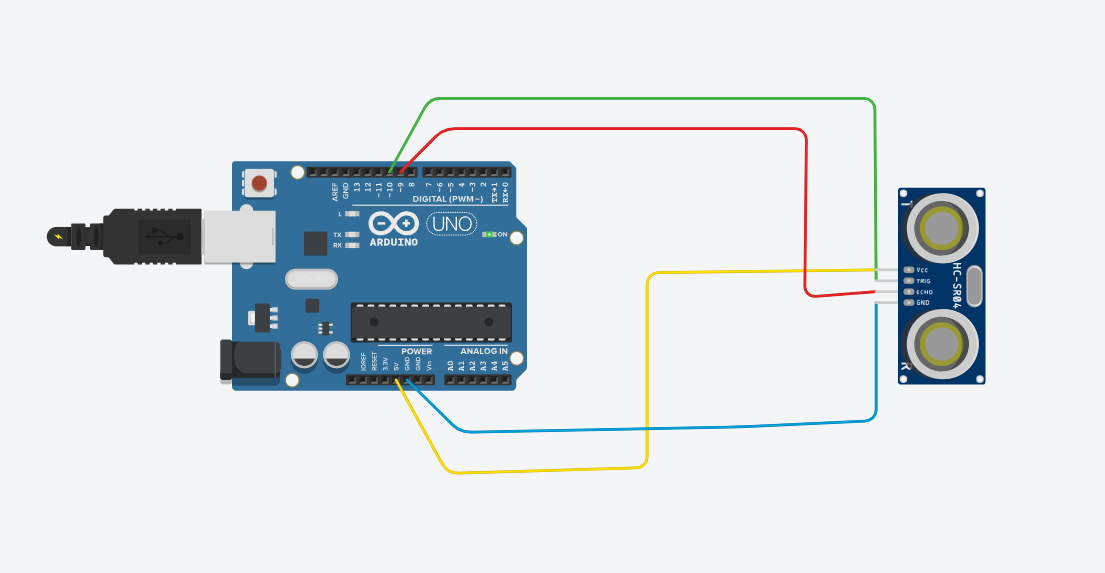 AREF
GND
13
12
~11
~10
~9
8
7
~6
~5
4
~3
2
TX→1
RX←0
DIGITAL (PWM~)
L
TX
RX
ARDUINO
UNO
ON
POWER
ANALOG IN
IOREF
RESET
3.3V
5V
GND
GND
Vin
A0
A1
A2
A3
A4
A5
T
Vcc
TRIG
ECHO
GND
HC-SR04
R